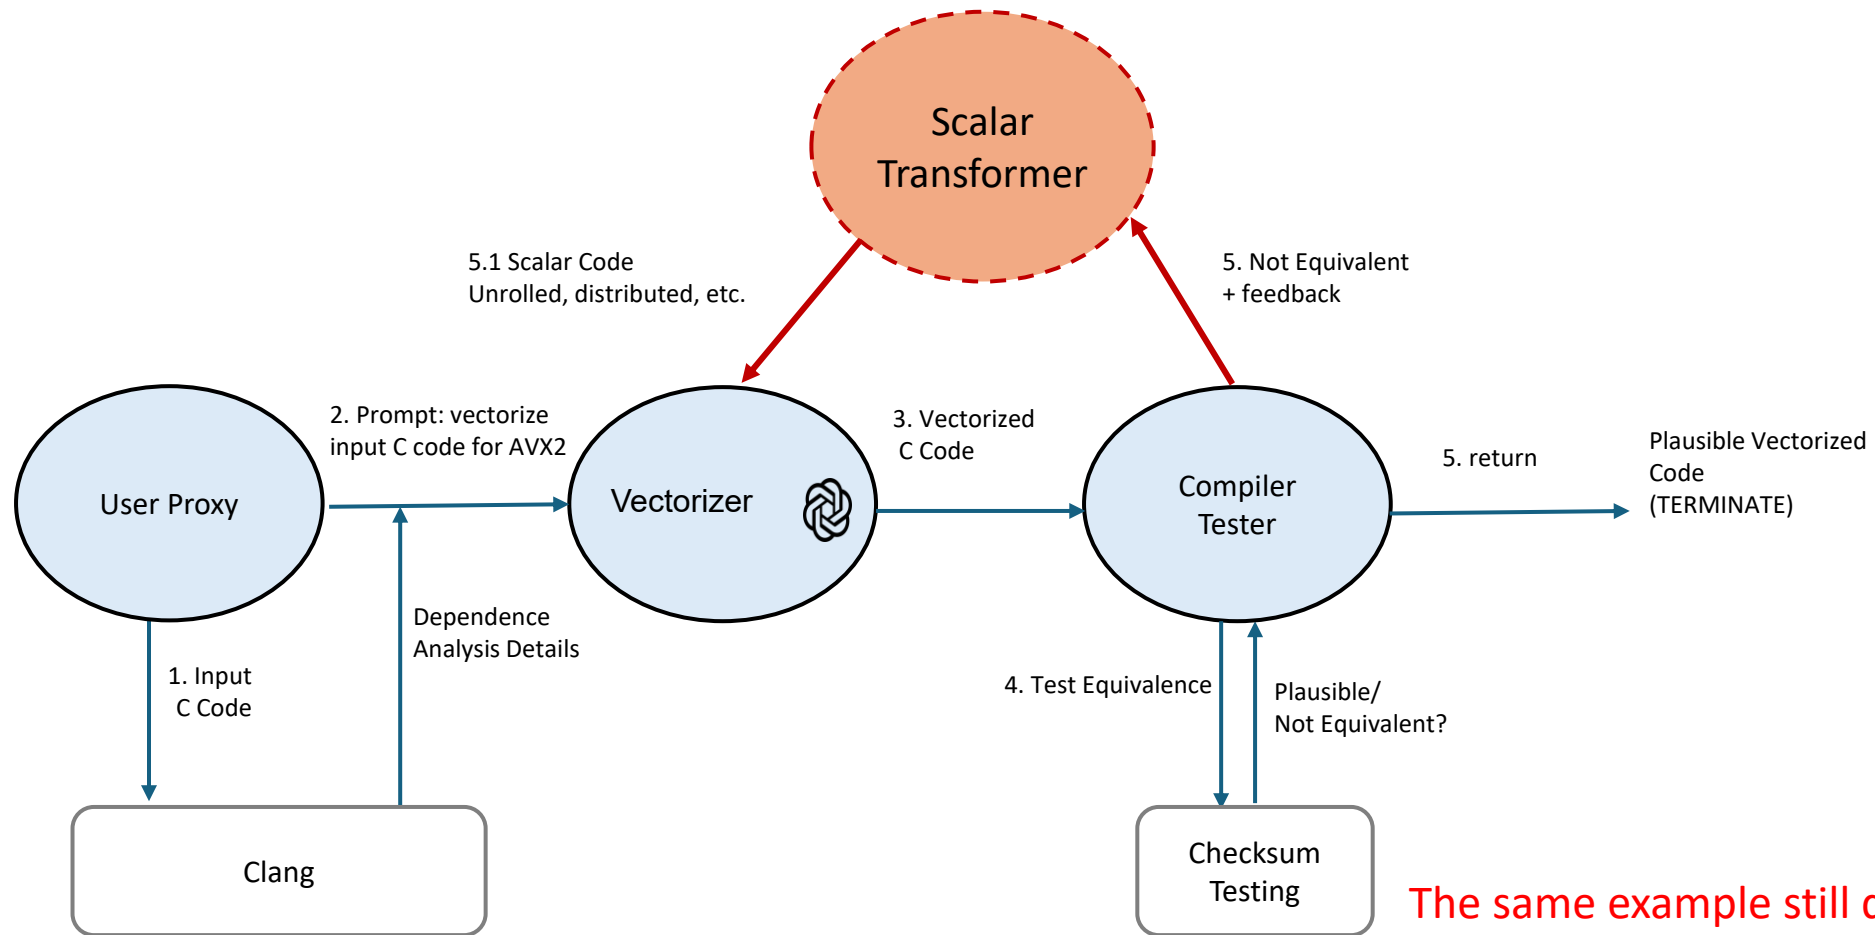 Scalar
Transformer
5.1 Scalar Code
Unrolled, distributed, etc.
5. Not Equivalent
+ feedback
User Proxy
2. Prompt: vectorize
input C code for AVX2
Vectorizer
3. Vectorized
C Code
Compiler
Tester
5. return
Plausible Vectorized
Code
(TERMINATE)
1. Input
C Code
Dependence
Analysis Details
4. Test Equivalence
Plausible/
Not Equivalent?
Clang
Checksum
Testing
The same example still